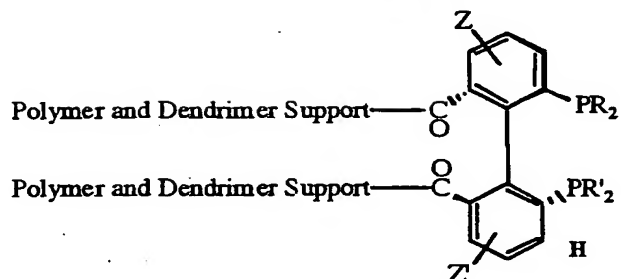 Z
O
C
PR₂
Polymer and Dendrimer Support
O
C
Polymer and Dendrimer Support
PR'₂
H
Z'